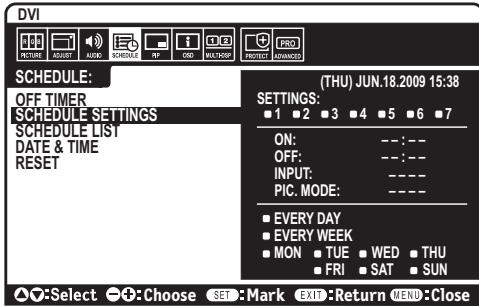 DVI
RGB
12
PRO
PICTURE ADJUST AUDIO SCHEDULE PIP OSD MULTI-DSP PROTECT ADVANCED
SCHEDULE:
OFF TIMER
SCHEDULE SETTINGS
SCHEDULE LIST
DATE & TIME
RESET
(THU) JUN.18.2009 15:38
SETTINGS:
1 2 3 4 5 6 7
ON: --:--
OFF: --:--
INPUT: ----
PIC. MODE: ----
EVERY DAY
EVERY WEEK
MON TUE WED THU
FRI SAT SUN
Select Choose SET:Mark EXIT:Return MENU:Close